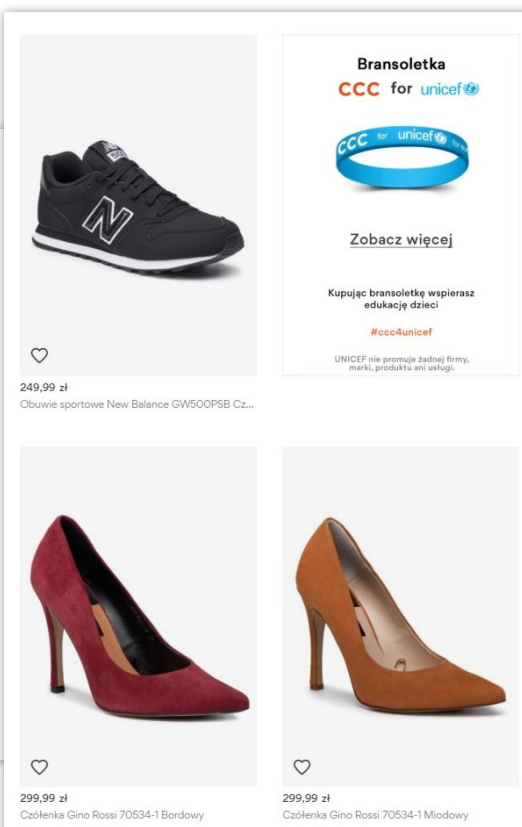 N
249,99 zł
Obuwie sportowe New Balance GW500PSB Cz...
Bransoletka
CCC for unicef
CCC for unicef for
Zobacz więcej
Kupując bransoletkę wspierasz
edukację dzieci
#ccc4unicef
UNICEF nie promuje żadnej firmy,
marki, produktu ani usługi.
299,99 zł
Czółenka Gino Rossi 70534-1 Bordowy
299,99 zł
Czółenka Gino Rossi 70534-1 Miodowy